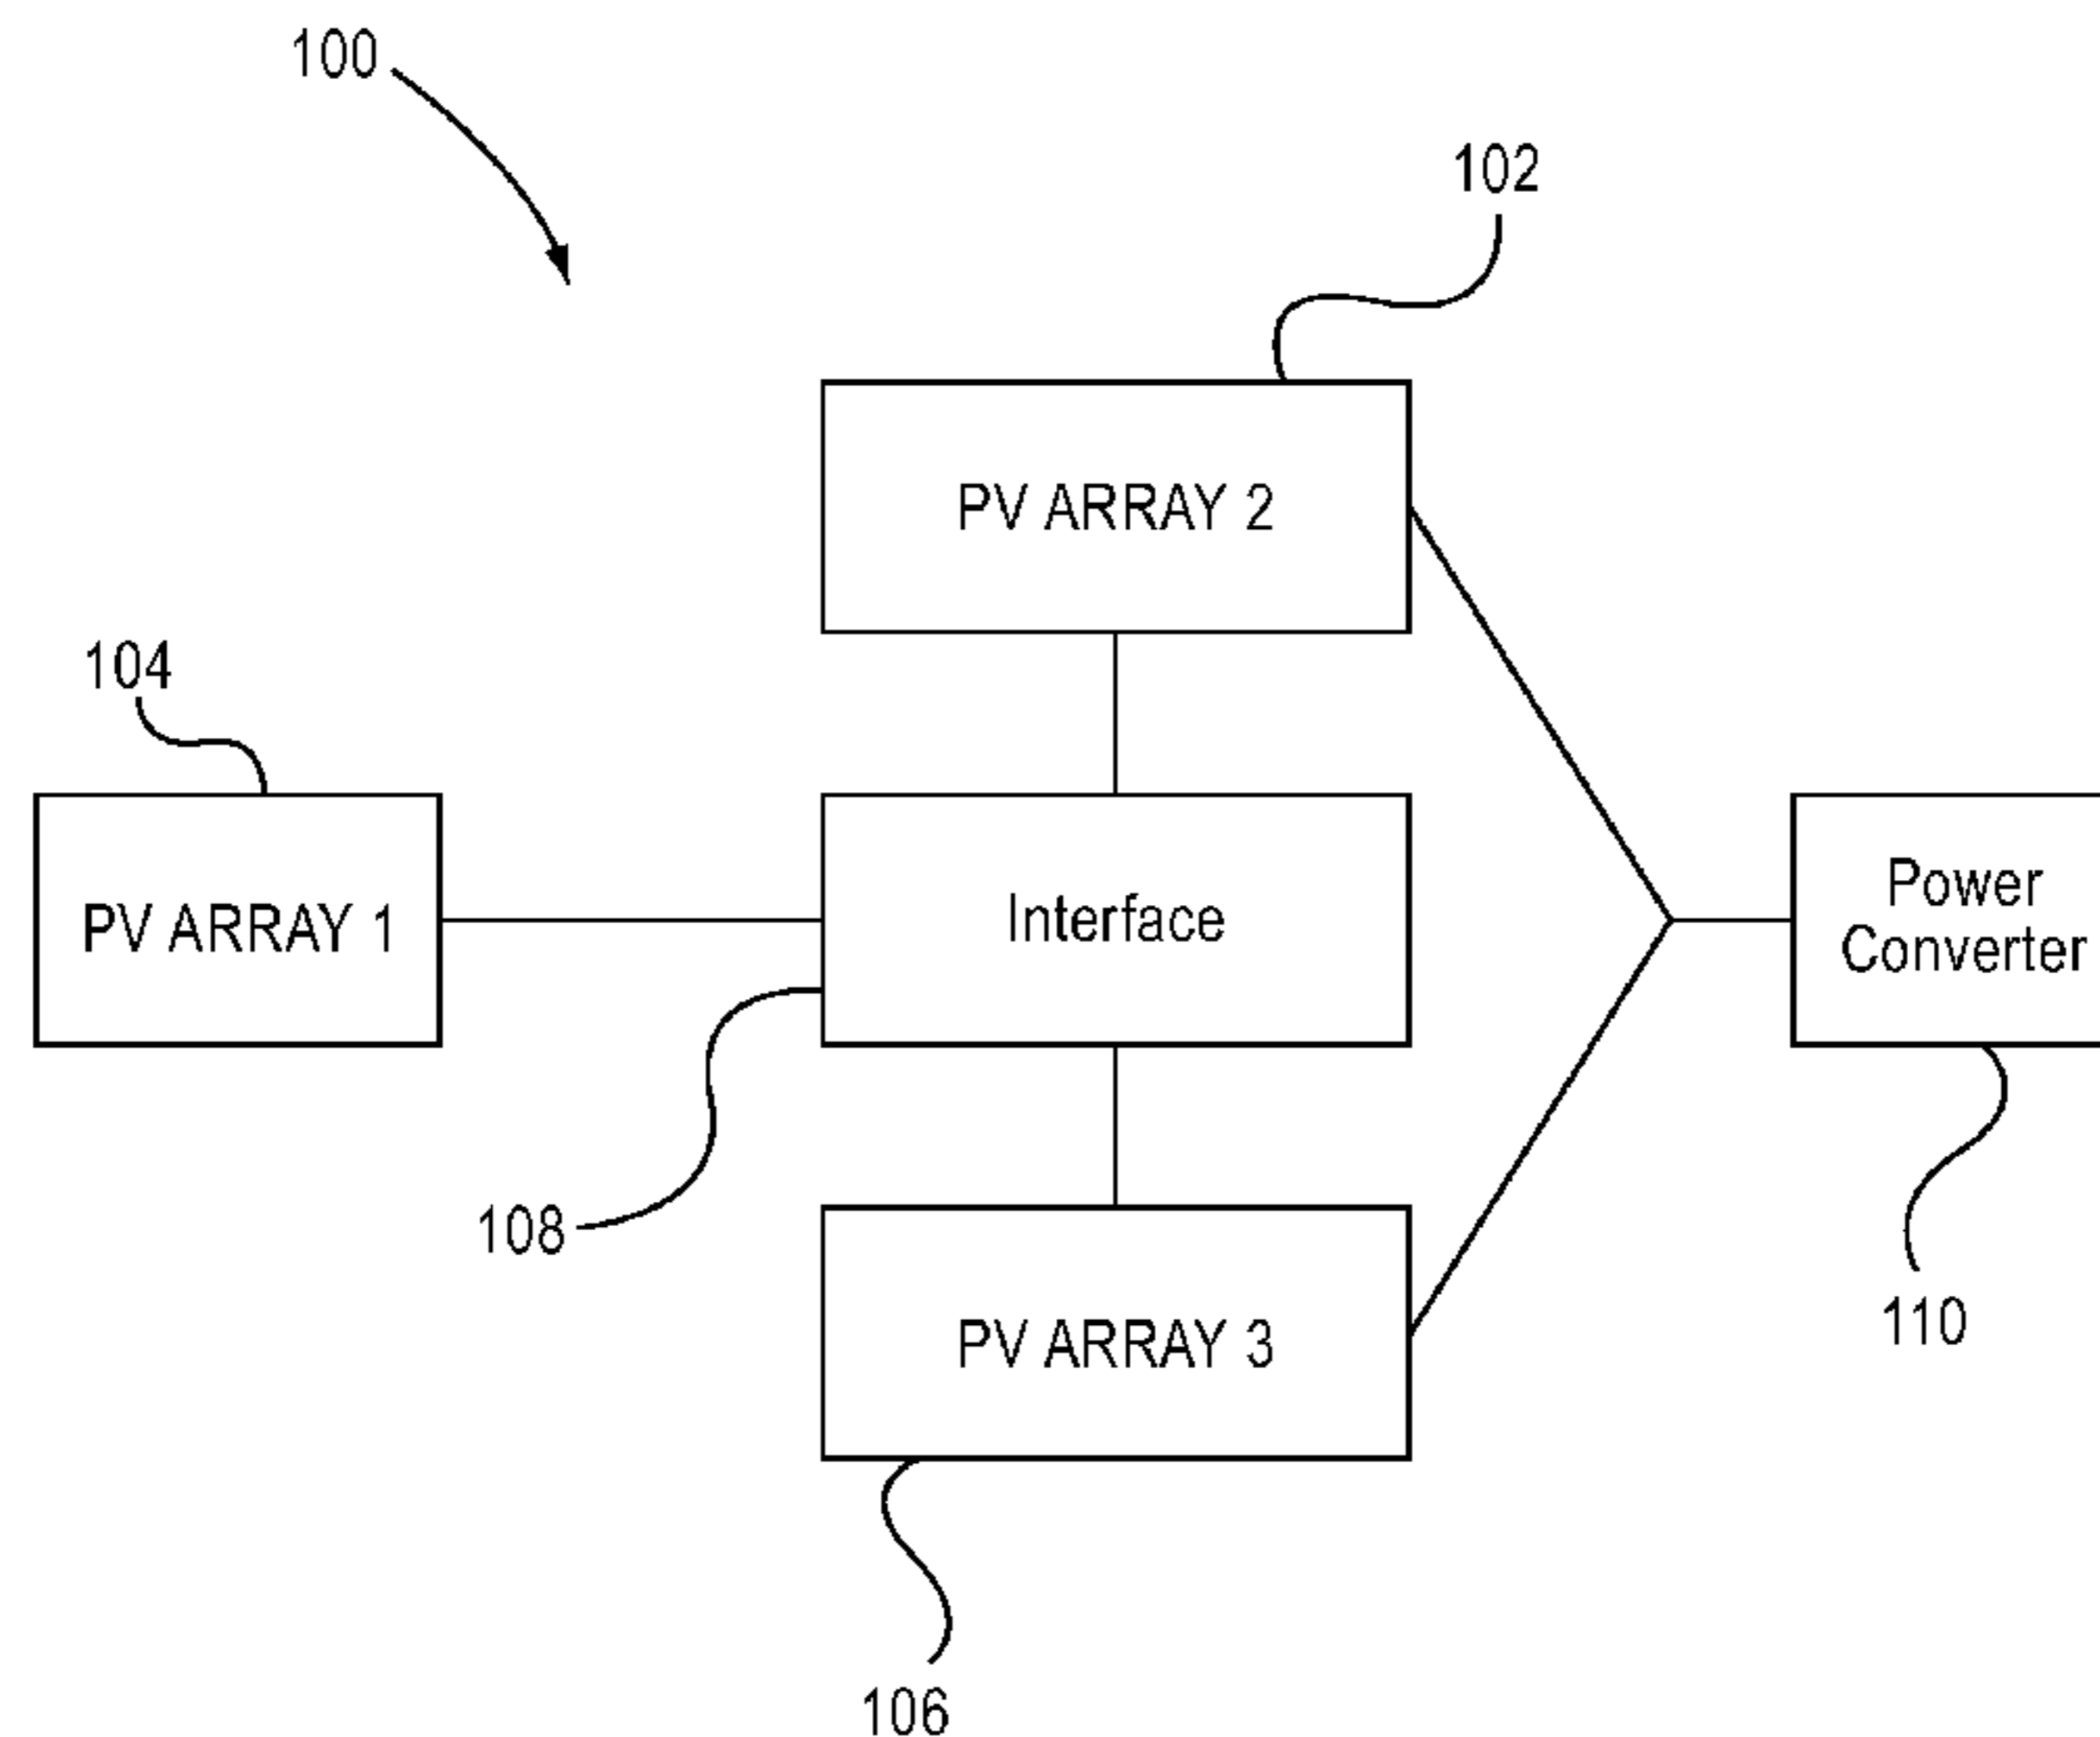 100
102
PV ARRAY 2
104
PV ARRAY 1
Interface
Power
Converter
108
PV ARRAY 3
110
106